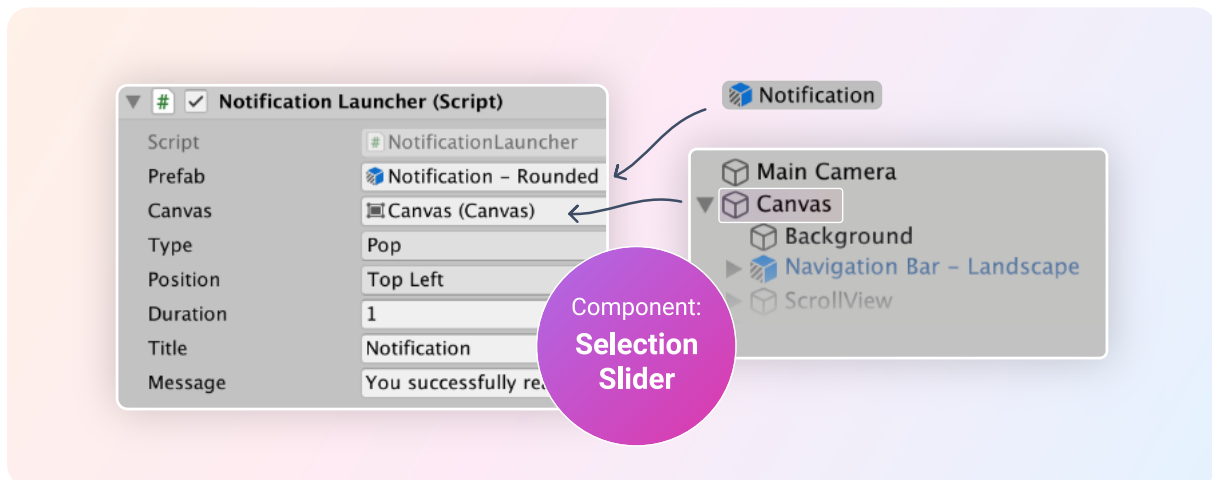 Notification Launcher (Script)
Script
NotificationLauncher
Prefab
Notification – Rounded
Canvas
Canvas (Canvas)
Type
Pop
Position
Top Left
Duration
1
Title
Notification
Message
You successfully rea
Notification
Main Camera
Canvas
Background
Navigation Bar – Landscape
ScrollView
Component:
Selection
Slider